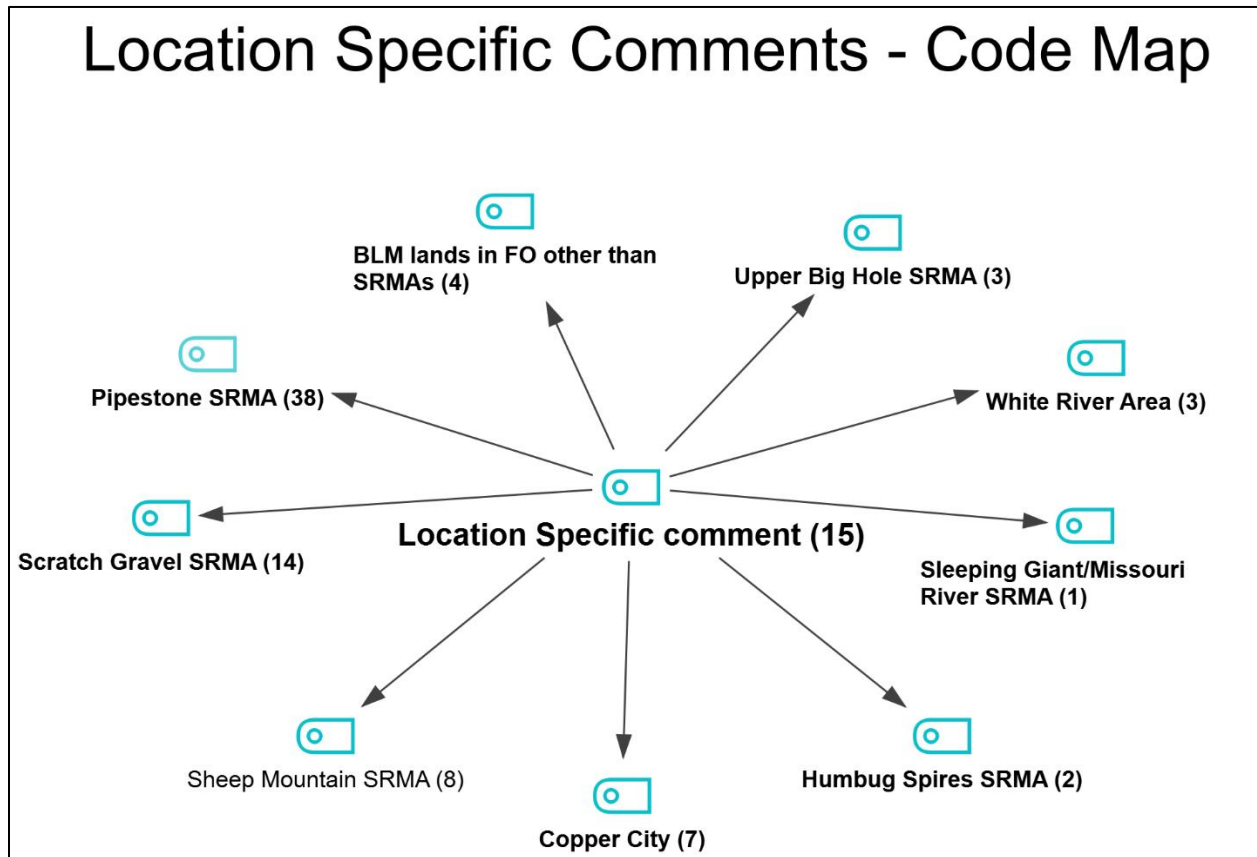 Location Specific Comments - Code Map
BLM lands in FO other than
SRMAs (4)
Upper Big Hole SRMA (3)
Pipestone SRMA (38)
White River Area (3)
Location Specific comment (15)
Scratch Gravel SRMA (14)
Sleeping Giant/Missouri
River SRMA (1)
Sheep Mountain SRMA (8)
Humbug Spires SRMA (2)
Copper City (7)